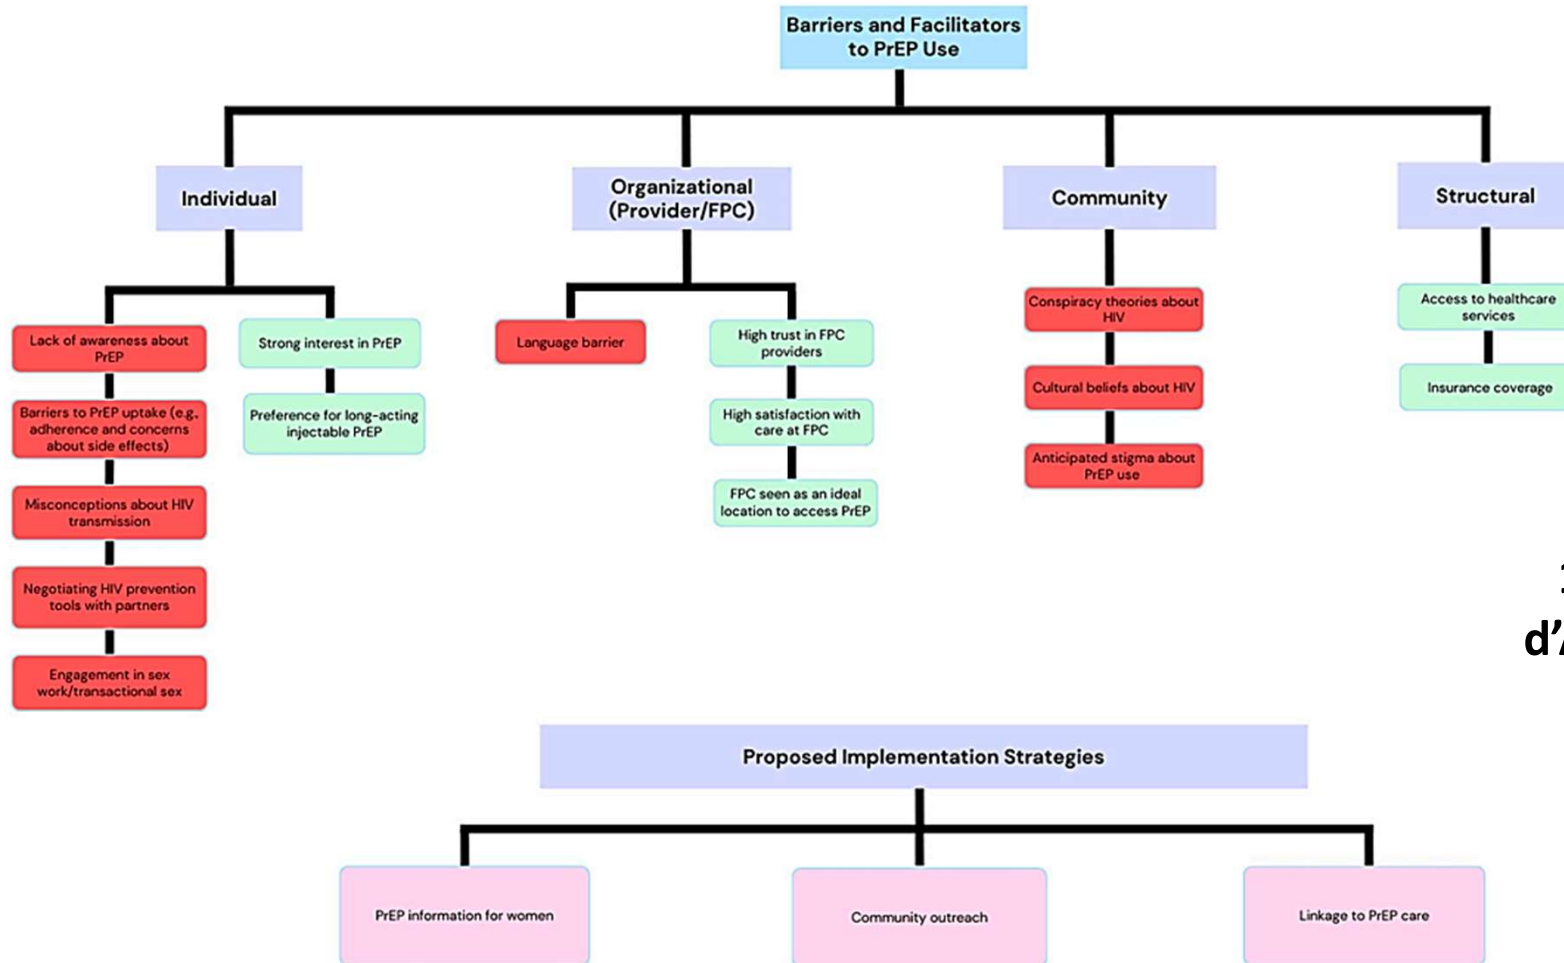 Barriers and Facilitators
to PrEP Use
Individual
Organizational
(Provider/FPC)
Community
Structural
Lack of awareness about
PrEP
Barriers to PrEP uptake (e.g.,
adherence and concerns
about side effects)
Misconceptions about HIV
transmission
Negotiating HIV prevention
tools with partners
Engagement in sex
work/transactional sex
Strong interest in PrEP
Preference for long-acting
injectable PrEP
Language barrier
High trust in FPC
providers
High satisfaction with
care at FPC
FPC seen as an ideal
location to access PrEP
Conspiracy theories about
HIV
Cultural beliefs about HIV
Anticipated stigma about
PrEP use
Access to healthcare
services
Insurance coverage
Proposed Implementation Strategies
PrEP information for women
Community outreach
Linkage to PrEP care